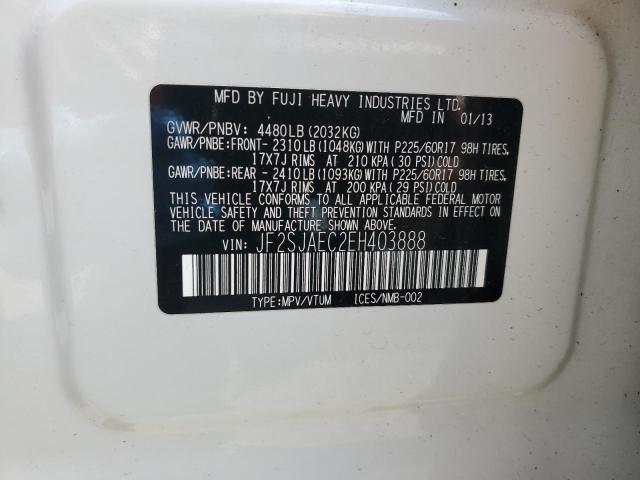 MFD BY FUJI HEAVY INDUSTRIES LTD.
MFD IN 01/13
GVWR/PNBV: 4480LB(2032KG)
GAWR/PNBE:FRONT- 2310LB(1048KG)WITH P225/60R17 98H TIRES,
17X7J RIMS AT 210 KPA(30 PSI)COLD
GAWR/PNBE:REAR - 2410LB(1093KG)WITH P225/60R17 98H TIRES,
17X7J RIMS AT 200 KPA(29 PSI)COLD
THIS VEHICLE CONFORMS TO ALL APPLICABLE FEDERAL MOTOR
VEHICLE SAFETY AND THEFT PREVENTION STANDARDS IN EFFECT
ON THE DATE OF MANUFACTURE SHOWN ABOVE.
VIN: JF2SJAEC2EH403888
TYPE:MPV/VTUM ICES/NMB-002